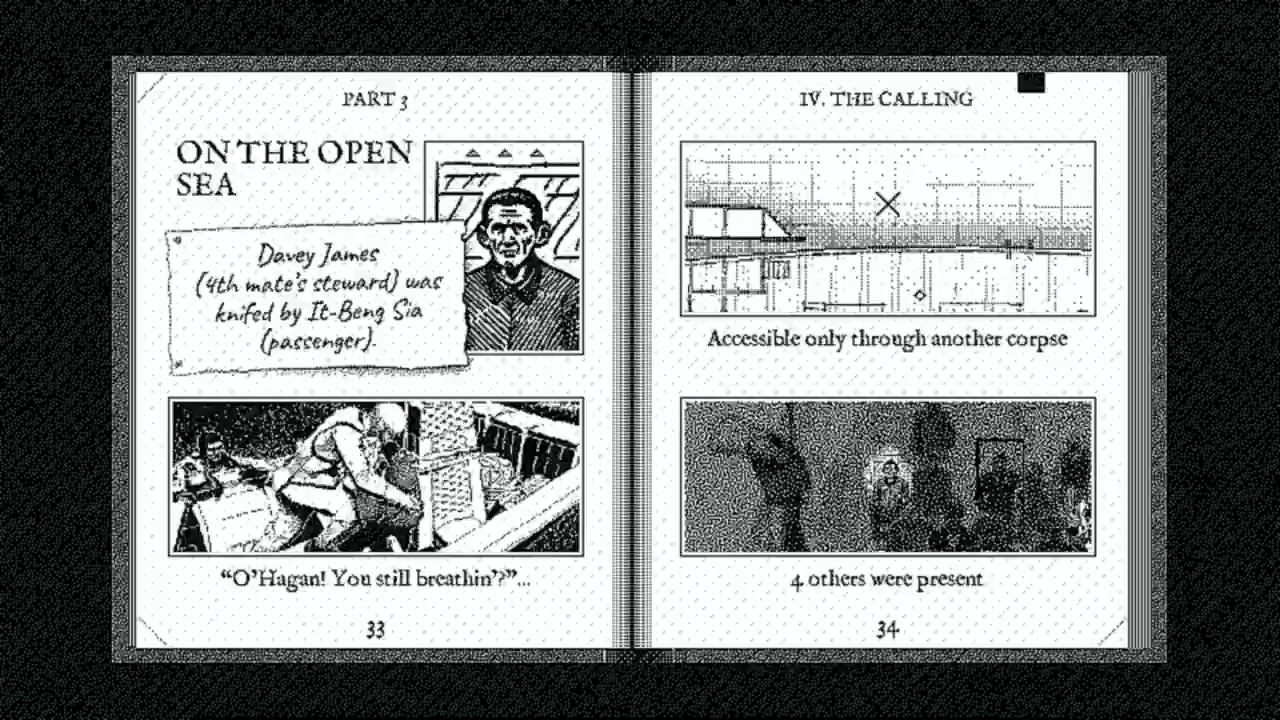 PART 3
ON THE OPEN
SEA
Davey James
(4th mate's steward) was
knifed by It-Beng Sia
(passenger).
“O'Hagan! You still breathin'?”...
33
IV. THE CALLING
Accessible only through another corpse
4 others were present
34